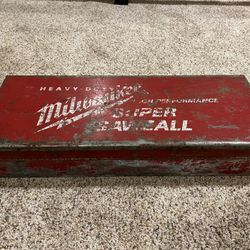 HEAVY-DUTY
Milwaukee
HIGH PERFORMANCE
SUPER
SAWZALL